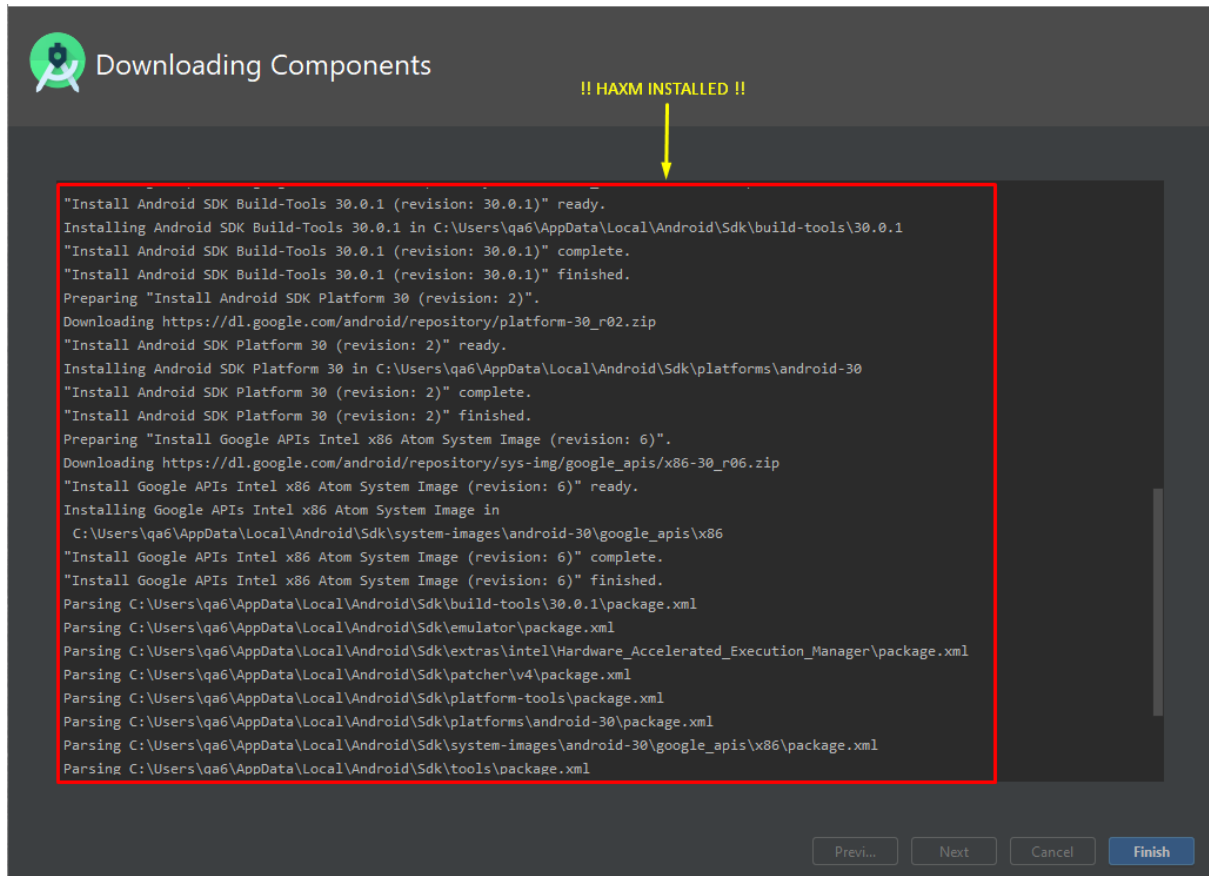 Downloading Components
!! HAXM INSTALLED !!
"Install Android SDK Build-Tools 30.0.1 (revision: 30.0.1)" ready.
Installing Android SDK Build-Tools 30.0.1 in C:\Users\qa6\AppData\Local\Android\Sdk\build-tools\30.0.1
"Install Android SDK Build-Tools 30.0.1 (revision: 30.0.1)" complete.
"Install Android SDK Build-Tools 30.0.1 (revision: 30.0.1)" finished.
Preparing "Install Android SDK Platform 30 (revision: 2)".
Downloading https://dl.google.com/android/repository/platform-30_r02.zip
"Install Android SDK Platform 30 (revision: 2)" ready.
Installing Android SDK Platform 30 in C:\Users\qa6\AppData\Local\Android\Sdk\platforms\android-30
"Install Android SDK Platform 30 (revision: 2)" complete.
"Install Android SDK Platform 30 (revision: 2)" finished.
Preparing "Install Google APIs Intel x86 Atom System Image (revision: 6)".
Downloading https://dl.google.com/android/repository/sys-img/google_apis/x86-30_r06.zip
"Install Google APIs Intel x86 Atom System Image (revision: 6)" ready.
Installing Google APIs Intel x86 Atom System Image in
C:\Users\qa6\AppData\Local\Android\Sdk\system-images\android-30\google_apis\x86
"Install Google APIs Intel x86 Atom System Image (revision: 6)" complete.
"Install Google APIs Intel x86 Atom System Image (revision: 6)" finished.
Parsing C:\Users\qa6\AppData\Local\Android\Sdk\build-tools\30.0.1\package.xml
Parsing C:\Users\qa6\AppData\Local\Android\Sdk\emulator\package.xml
Parsing C:\Users\qa6\AppData\Local\Android\Sdk\extras\intel\Hardware_Accelerated_Execution_Manager\package.xml
Parsing C:\Users\qa6\AppData\Local\Android\Sdk\patcher\v4\package.xml
Parsing C:\Users\qa6\AppData\Local\Android\Sdk\platform-tools\package.xml
Parsing C:\Users\qa6\AppData\Local\Android\Sdk\platforms\android-30\package.xml
Parsing C:\Users\qa6\AppData\Local\Android\Sdk\system-images\android-30\google_apis\x86\package.xml
Parsing C:\Users\qa6\AppData\Local\Android\Sdk\tools\package.xml
Previ... Next Cancel Finish